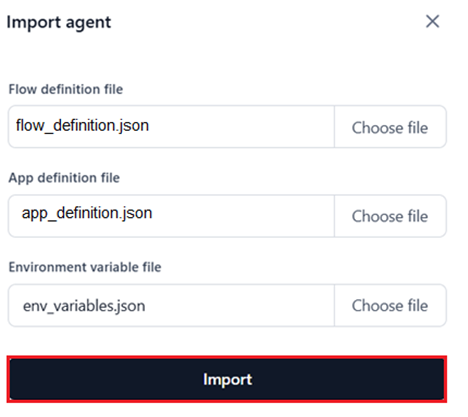 Import agent
Flow definition file
flow_definition.json
Choose file
App definition file
app_definition.json
Choose file
Environment variable file
env_variables.json
Choose file
Import